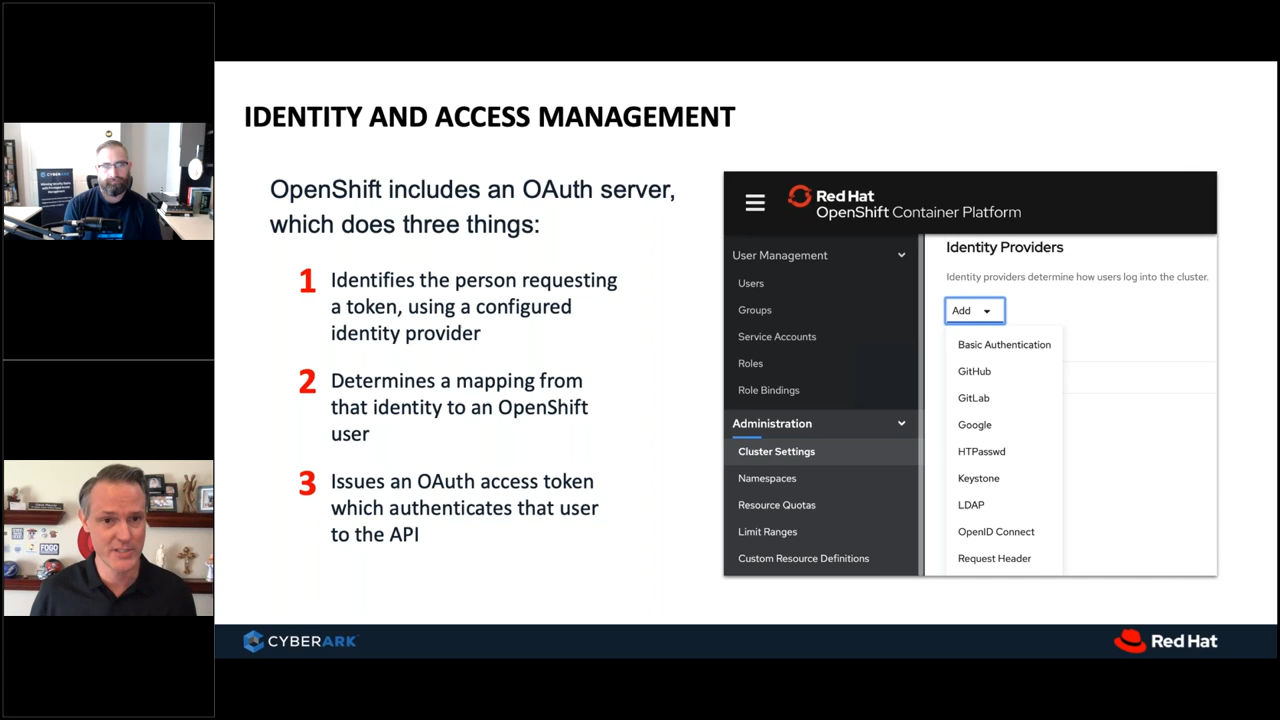 IDENTITY AND ACCESS MANAGEMENT
OpenShift includes an OAuth server,
which does three things:
1 Identifies the person requesting
a token, using a configured
identity provider
2 Determines a mapping from
that identity to an OpenShift
user
3 Issues an OAuth access token
which authenticates that user
to the API
Red Hat
OpenShift Container Platform
User Management
Users
Groups
Service Accounts
Roles
Role Bindings
Administration
Cluster Settings
Namespaces
Resource Quotas
Limit Ranges
Custom Resource Definitions
Identity Providers
Identity providers determine how users log into the cluster.
Add
Basic Authentication
GitHub
GitLab
Google
HTPasswd
Keystone
LDAP
OpenID Connect
Request Header
CYBERARK
Red Hat
CYBERARK
FOGO